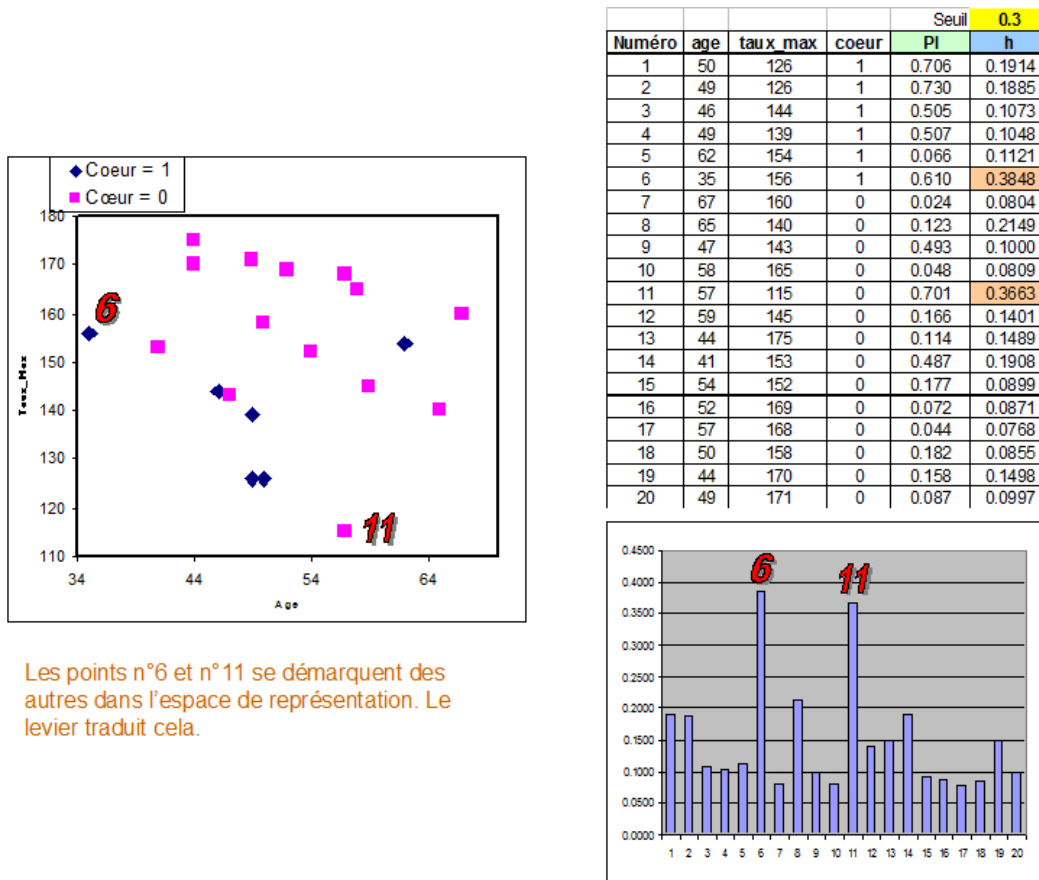 Coeur = 1
Cœur = 0
180
170
160
150
140
130
120
110
34 44 54 64
Taux_Max
Age
6
11
Les points n°6 et n°11 se démarquent des
autres dans l'espace de représentation. Le
levier traduit cela.
Seuil 0.3
Numéro age taux_max coeur PI h
1 50 126 1 0.706 0.1914
2 49 126 1 0.730 0.1885
3 46 144 1 0.505 0.1073
4 49 139 1 0.507 0.1048
5 62 154 1 0.066 0.1121
6 35 156 1 0.610 0.3848
7 67 160 0 0.024 0.0804
8 65 140 0 0.123 0.2149
9 47 143 0 0.493 0.1000
10 58 165 0 0.048 0.0809
11 57 115 0 0.701 0.3663
12 59 145 0 0.166 0.1401
13 44 175 0 0.114 0.1489
14 41 153 0 0.487 0.1908
15 54 152 0 0.177 0.0899
16 52 169 0 0.072 0.0871
17 57 168 0 0.044 0.0768
18 50 158 0 0.182 0.0855
19 44 170 0 0.158 0.1498
20 49 171 0 0.087 0.0997
0.4500
0.4000
0.3500
0.3000
0.2500
0.2000
0.1500
0.1000
0.0500
0.0000
6
11
1 2 3 4 5 6 7 8 9 10 11 12 13 14 15 16 17 18 19 20